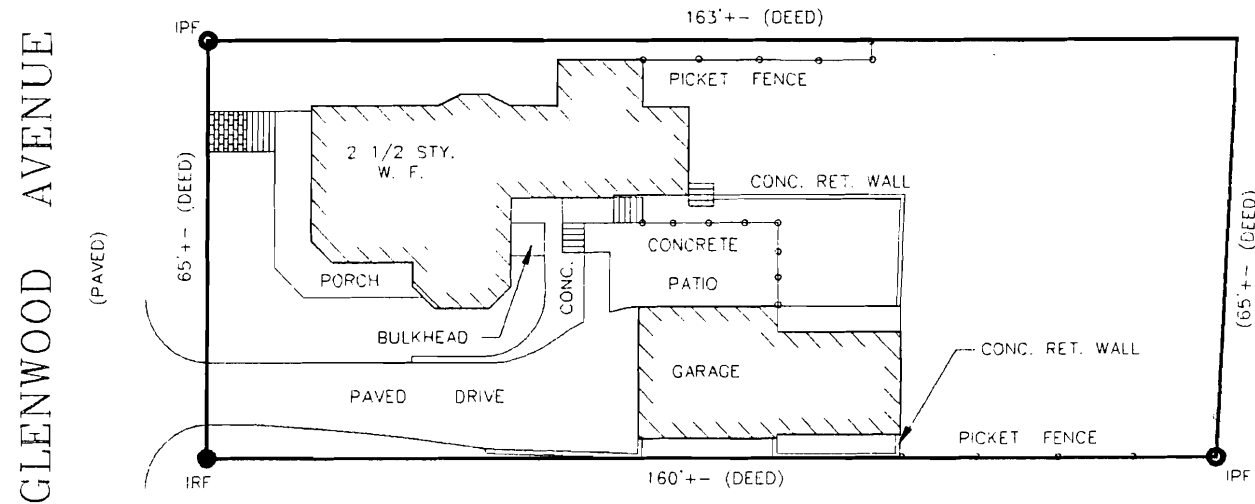 163'+- (DEED)
IPF
PICKET FENCE
GLENWOOD AVENUE
(PAVED)
65'+- (DEED)
2 1/2 STY.
W. F.
CONC. RET. WALL
CONCRETE
PATIO
CONC.
PORCH
BULKHEAD
(65'+- (DEED)
GARAGE
CONC. RET. WALL
PAVED DRIVE
PICKET FENCE
IRF
160'+- (DEED)
IPF